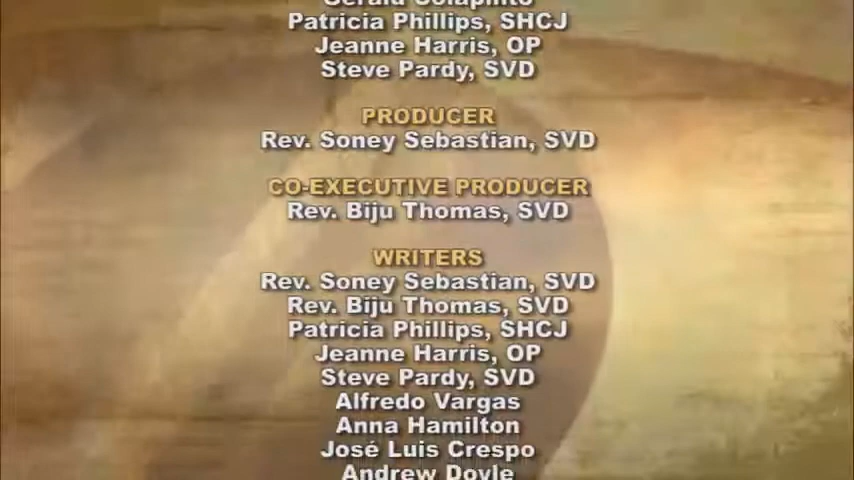 Gerald Colapinto
Patricia Phillips, SHCJ
Jeanne Harris, OP
Steve Pardy, SVD
PRODUCER
Rev. Soney Sebastian, SVD
CO-EXECUTIVE PRODUCER
Rev. Biju Thomas, SVD
WRITERS
Rev. Soney Sebastian, SVD
Rev. Biju Thomas, SVD
Patricia Phillips, SHCJ
Jeanne Harris, OP
Steve Pardy, SVD
Alfredo Vargas
Anna Hamilton
José Luis Crespo
Andrew Doyle